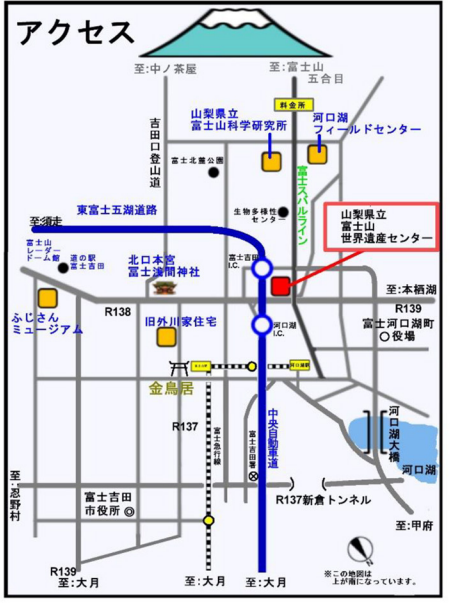 アクセス
至:中ノ茶屋
至:富士山
五合目
料金所
山梨県立
富士山科学研究所
河口湖
フィールドセンター
吉田口登山道
富士北麓公園
富士スバルライン
生物多様性
センター
東富士五湖道路
至:須走
山梨県立
富士山
世界遺産センター
富士山
レーダー
ドーム館
道の駅
富士吉田
北口本宮
冨士浅間神社
富士吉田
I.C.
至:本栖湖
R139
R138
ふじさん
ミュージアム
旧外川家住宅
河口湖
I.C.
富士河口湖町
役場
金鳥居
R137
富士急行線
富士吉田署
中央自動車道
河口湖大橋
河口湖
至:忍野村
富士吉田
市役所
R137新倉トンネル
至:甲府
R139
至:大月
至:大月
至:大月
※この地図は
上が南になっています。